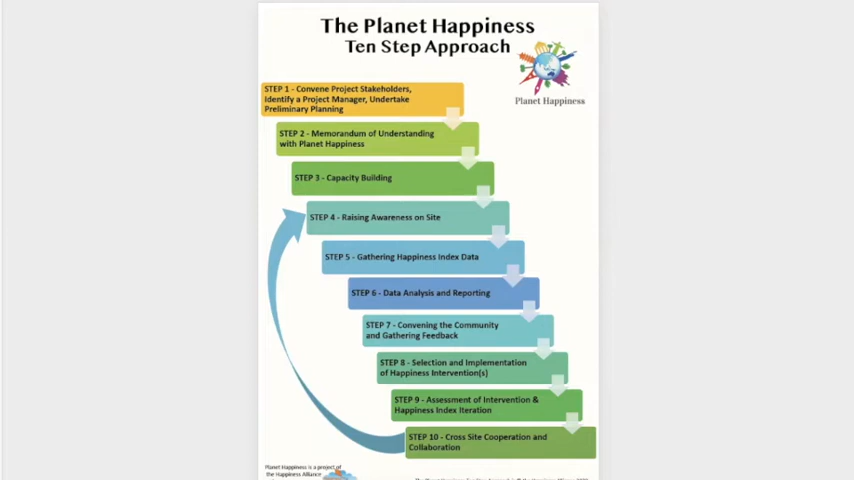 The Planet Happiness
Ten Step Approach
Planet Happiness
STEP 1 - Convene Project Stakeholders,
Identify a Project Manager, Undertake
Preliminary Planning
STEP 2 - Memorandum of Understanding
with Planet Happiness
STEP 3 - Capacity Building
STEP 4 - Raising Awareness on Site
STEP 5 - Gathering Happiness Index Data
STEP 6 - Data Analysis and Reporting
STEP 7 - Convening the Community
and Gathering Feedback
STEP 8 - Selection and Implementation
of Happiness Intervention(s)
STEP 9 - Assessment of Intervention &
Happiness Index Iteration
STEP 10 - Cross Site Cooperation and
Collaboration
Planet Happiness is a project of
the Happiness Alliance